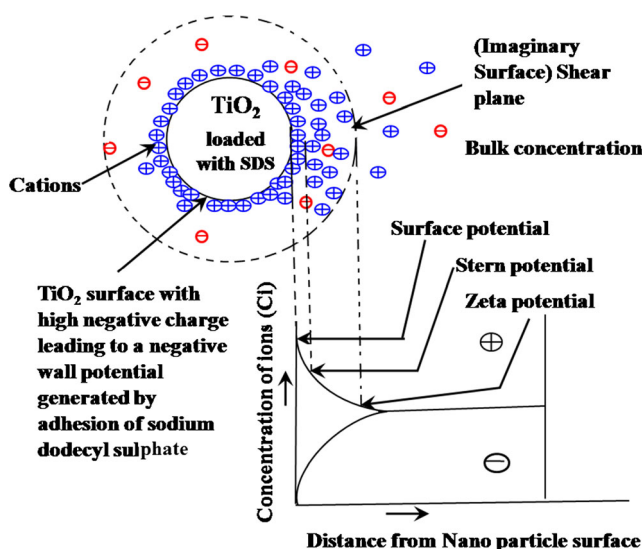 (Imaginary
Surface) Shear
plane
TiO₂
loaded
with SDS
Bulk concentration
Cations
Surface potential
Stern potential
Zeta potential
TiO₂ surface with
high negative charge
leading to a negative
wall potential
generated by
adhesion of sodium
dodecyl sulphate
Concentration of ions (Ci)
Distance from Nano particle surface